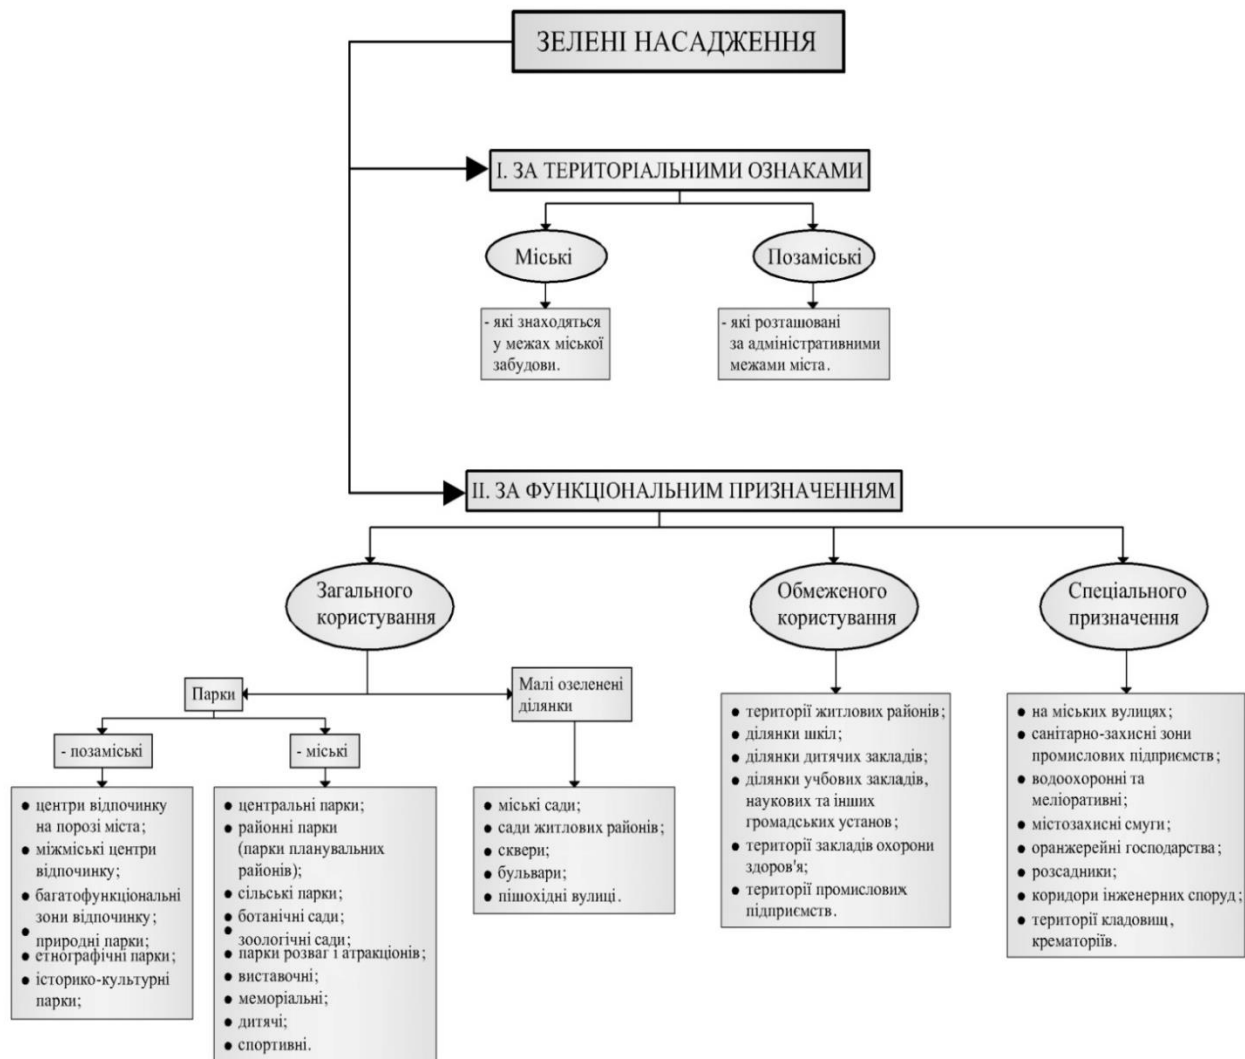 ЗЕЛЕНІ НАСАДЖЕННЯ
І. ЗА ТЕРИТОРІАЛЬНИМИ ОЗНАКАМИ
Міські
Позаміські
- які знаходяться
у межах міської
забудови.
- які розташовані
за адміністративними
межами міста.
ІІ. ЗА ФУНКЦІОНАЛЬНИМ ПРИЗНАЧЕННЯМ
Загального
користування
Обмеженого
користування
Спеціального
призначення
Парки
Малі озеленені
ділянки
- позаміські
- міські
● центри відпочинку
на порозі міста;
● міжміські центри
відпочинку;
● багатофункціональні
зони відпочинку;
● природні парки;
● етнографічні парки;
● історико-культурні
парки;
● центральні парки;
● районні парки
(парки планувальних
районів);
● сільські парки;
● ботанічні сади;
● зоологічні сади;
● парки розваг і атракціонів;
● виставочні;
● меморіальні;
● дитячі;
● спортивні.
● міські сади;
● сади житлових районів;
● сквери;
● бульвари;
● пішохідні вулиці.
● території житлових районів;
● ділянки шкіл;
● ділянки дитячих закладів;
● ділянки учбових закладів,
наукових та інших
громадських установ;
● території закладів охорони
здоров'я;
● території промислових
підприємств.
● на міських вулицях;
● санітарно-захисні зони
промислових підприємств;
● водоохоронні та
меліоративні;
● містозахисні смуги;
● оранжерейні господарства;
● розсадники;
● коридори інженерних споруд;
● території кладовищ,
крематоріїв.